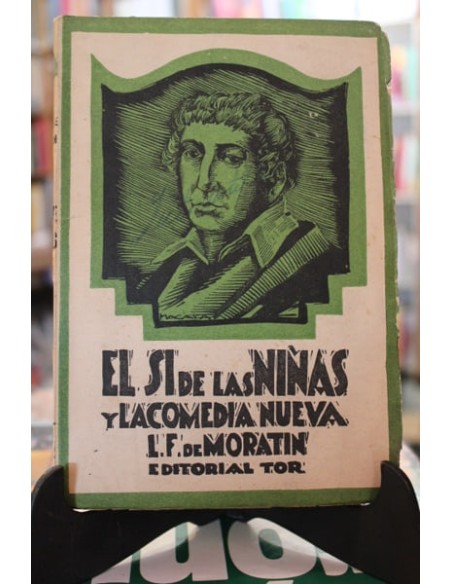 EL SI DE LAS NIÑAS
Y LA COMEDIA NUEVA
L.F. DE MORATIN
EDITORIAL TOR